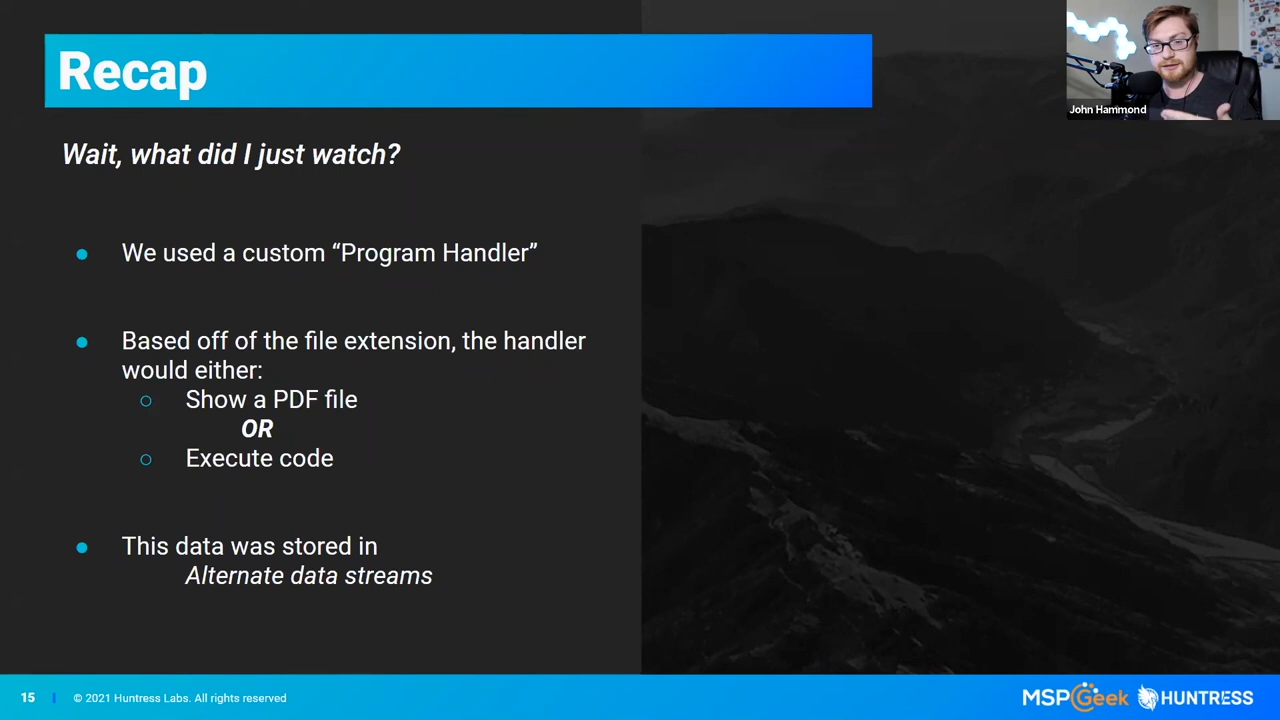 Recap
John Hammond
Wait, what did I just watch?
● We used a custom “Program Handler”
● Based off of the file extension, the handler
would either:
○ Show a PDF file
OR
○ Execute code
● This data was stored in
Alternate data streams
15 | © 2021 Huntress Labs. All rights reserved
MSPGeek HUNTRESS